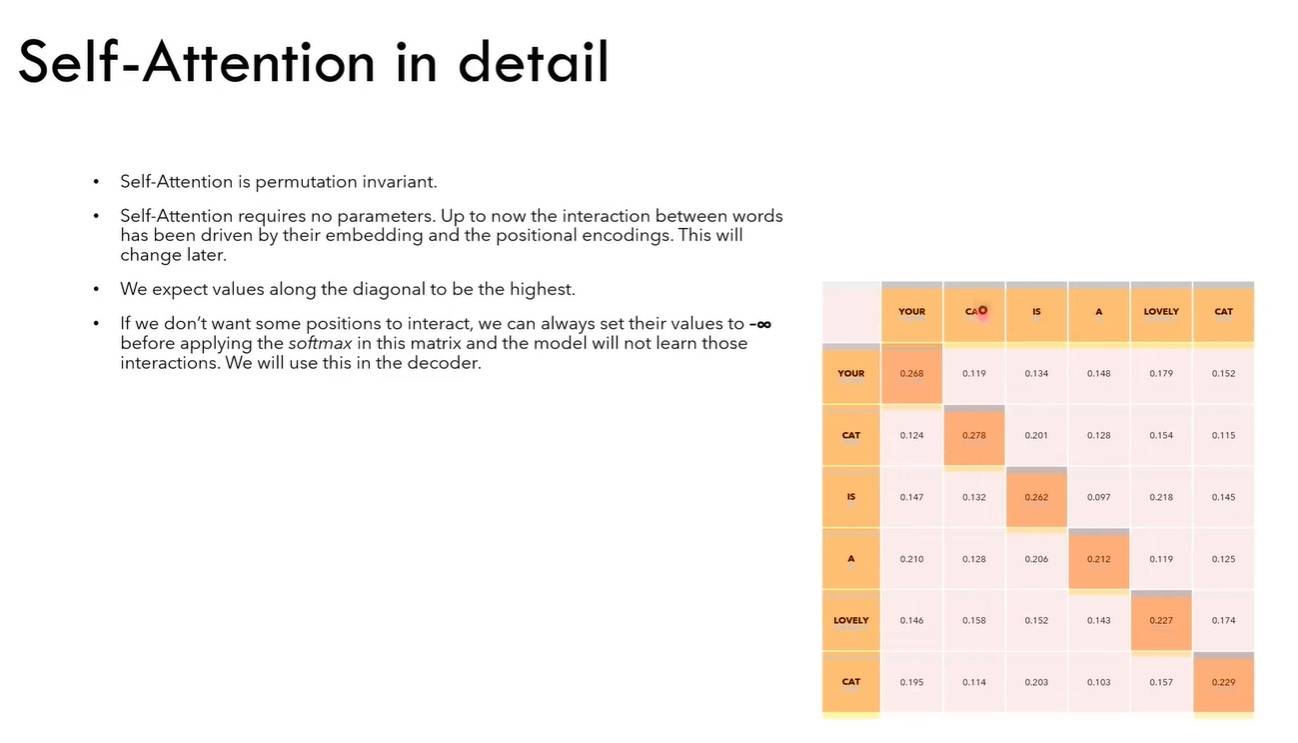 Self-Attention in detail
• Self-Attention is permutation invariant.
• Self-Attention requires no parameters. Up to now the interaction between words
has been driven by their embedding and the positional encodings. This will
change later.
• We expect values along the diagonal to be the highest.
• If we don't want some positions to interact, we can always set their values to -∞
before applying the softmax in this matrix and the model will not learn those
interactions. We will use this in the decoder.
YOUR IS A LOVELY CAT
YOUR 0.268 0.119 0.134 0.148 0.179 0.152
CAT 0.124 0.278 0.201 0.128 0.154 0.115
IS 0.147 0.132 0.262 0.097 0.218 0.145
A 0.210 0.128 0.206 0.212 0.119 0.125
LOVELY 0.146 0.158 0.152 0.143 0.227 0.174
CAT 0.195 0.114 0.203 0.103 0.157 0.229